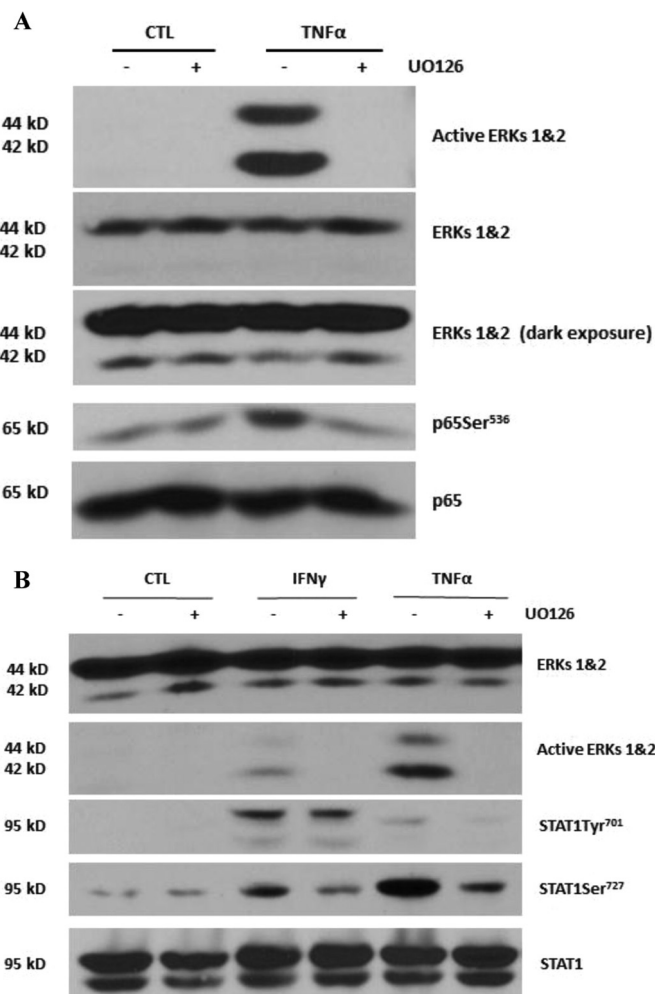 A
CTL TNFα
- + - + UO126
44 kD
42 kD
Active ERKs 1&2
44 kD
42 kD
ERKs 1&2
44 kD
42 kD
ERKs 1&2 (dark exposure)
65 kD
p65Ser⁵³⁶
65 kD
p65
B
CTL IFNγ TNFα
- + - + - + UO126
44 kD
42 kD
ERKs 1&2
44 kD
42 kD
Active ERKs 1&2
95 kD
STAT1Tyr⁷⁰¹
95 kD
STAT1Ser⁷²⁷
95 kD
STAT1